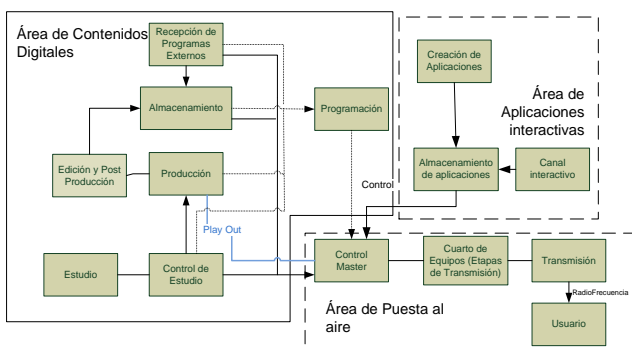 Área de Contenidos
Digitales
Recepción de
Programas
Externos
Almacenamiento
Programación
Edición y Post
Producción
Producción
Play Out
Estudio
Control de
Estudio
Creación de
Aplicaciones
Área de
Aplicaciones
interactivas
Almacenamiento
de aplicaciones
Canal
interactivo
Control
Control
Master
Cuarto de
Equipos (Etapas
de Transmisión)
Transmisión
RadioFrecuencia
Área de Puesta al
aire
Usuario